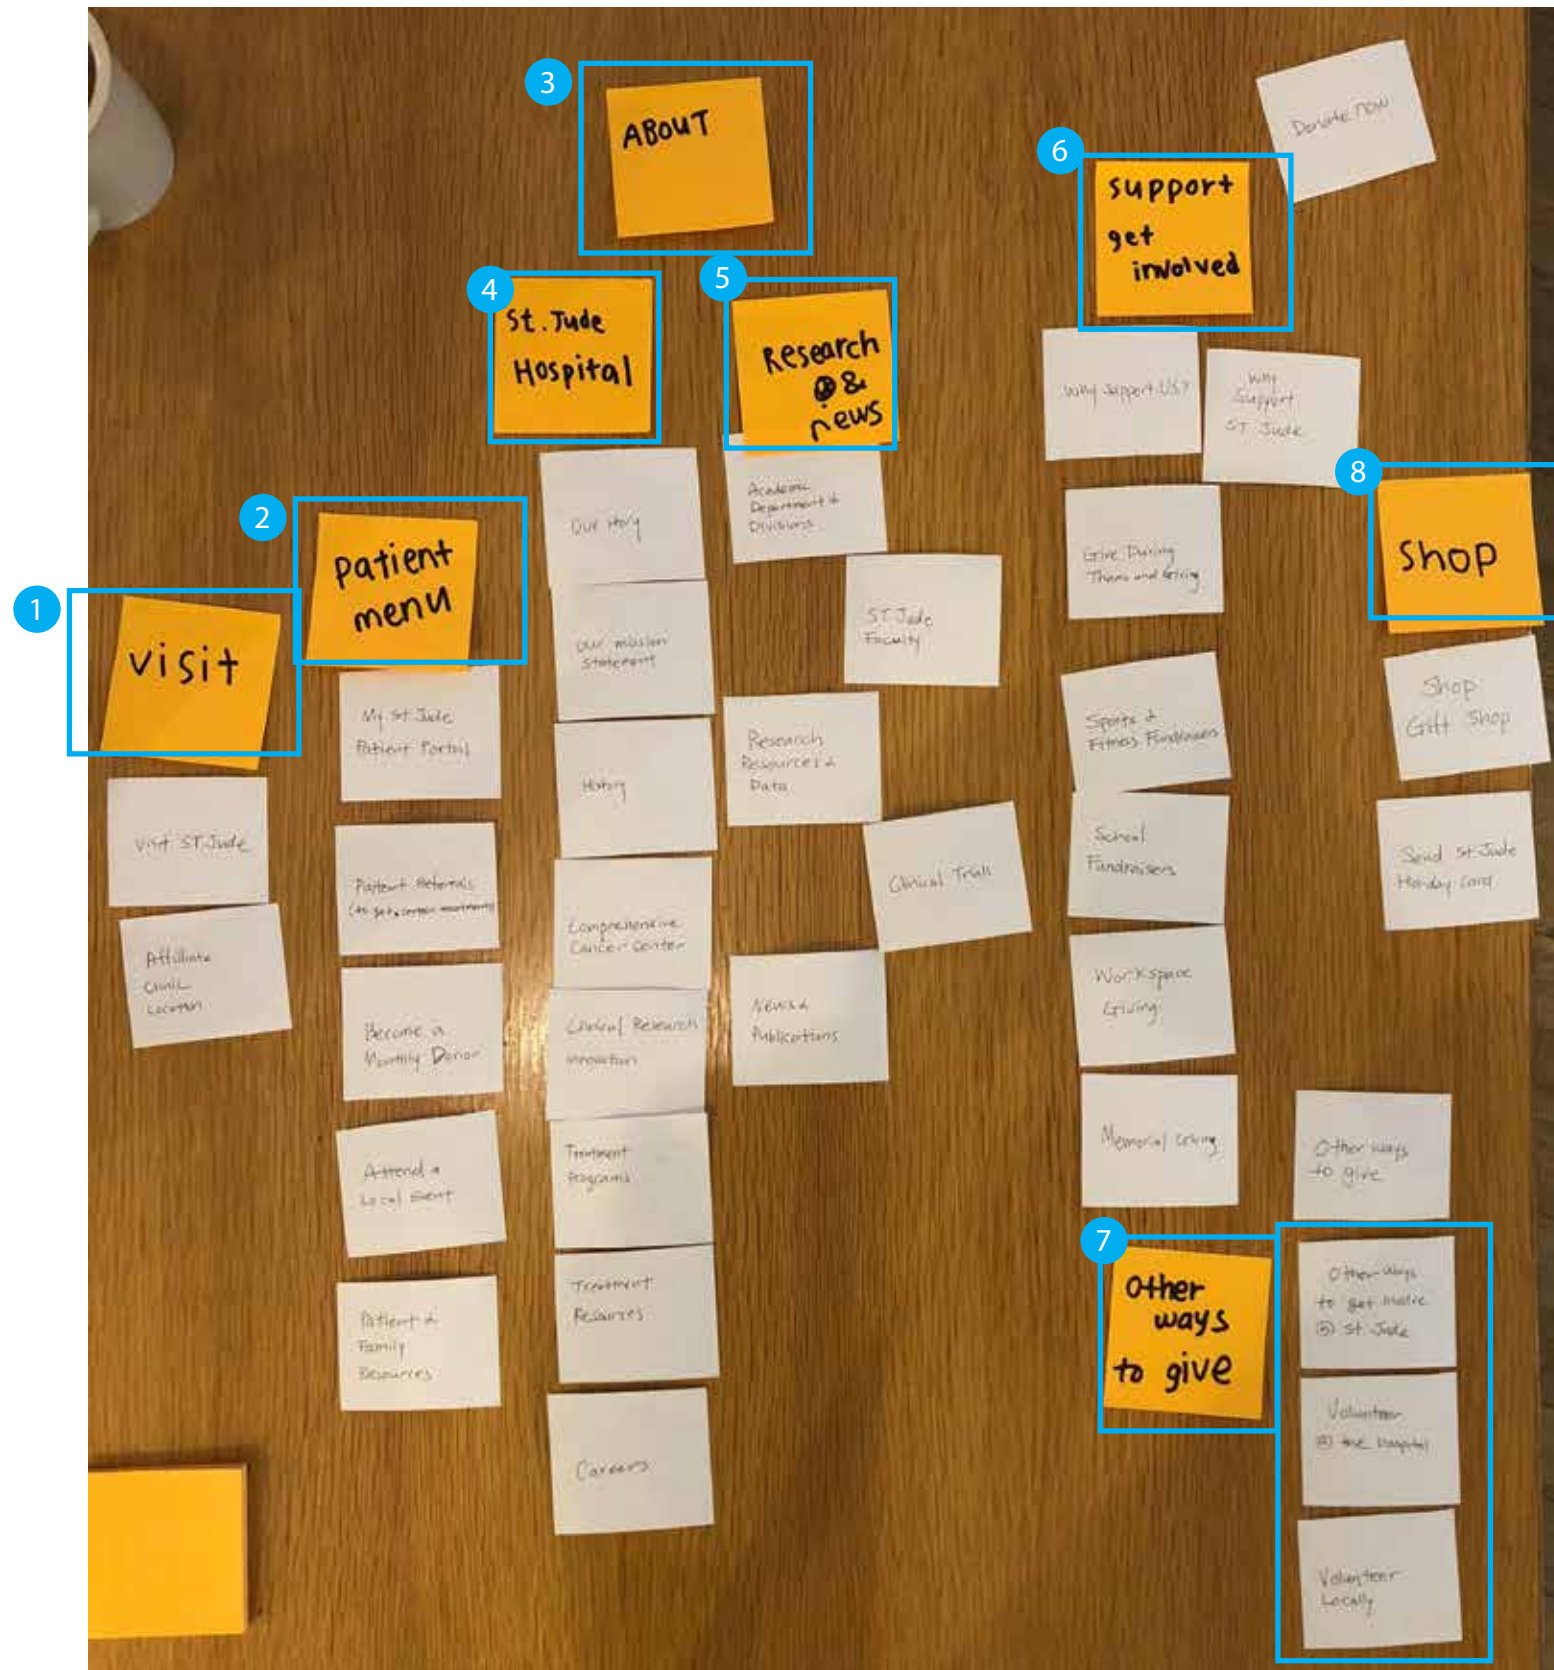 1
visit
Visit ST. Jude
Affiliate
Clinic
Location
2
patient
menu
My St. Jude
Patient Portal
Patient Referrals
Become a
Monthly Donor
Attend a
Local Event
Patient &
Family
Resources
3
ABOUT
4
St. Jude
Hospital
Our
Our mission
statement
History
Comprehensive
Cancer Center
Clinical Research
Innovation
Treatment
Programs
Treatment
Resources
Careers
5
Research
&
news
Academic
Department &
Divisions
ST. Jude
Faculty
Research
Resources &
Data
Clinical Trials
News &
Publications
6
support
get
involved
Donate now
Why Support US?
Why
Support
ST. Jude
Give During
Thanks and Giving
Sports &
Fitness Fundraisers
School
Fundraisers
Workspace
Giving
Memorial Giving
Other ways
to give
7
Other
ways
to give
Other ways
to get
@ St. Jude
Volunteer
@ the Hospital
Volunteer
Locally
8
Shop
Shop
Gift Shop
Send St. Jude
Holiday Card